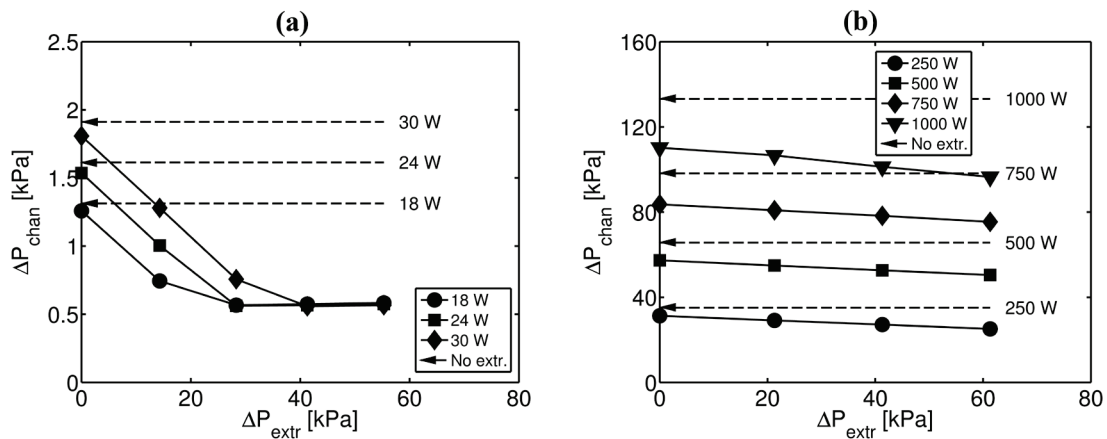 (a)
2.5
2
1.5
1
0.5
0
ΔP_chan [kPa]
30 W
24 W
18 W
18 W
24 W
30 W
No extr.
0 20 40 60 80
ΔP_extr [kPa]
(b)
160
120
80
40
0
ΔP_chan [kPa]
250 W
500 W
750 W
1000 W
No extr.
1000 W
750 W
500 W
250 W
0 20 40 60 80
ΔP_extr [kPa]